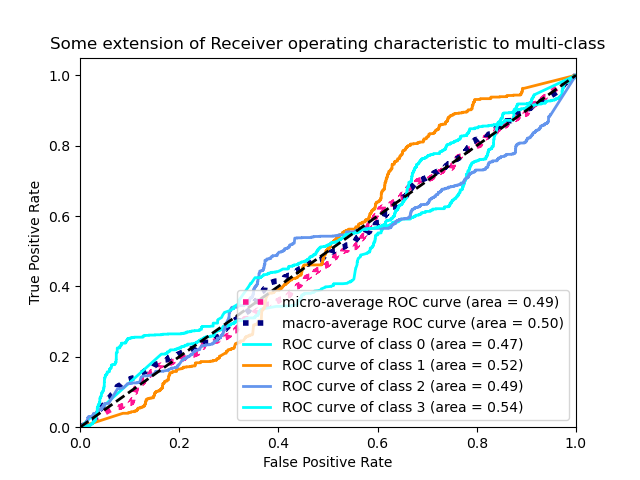 Some extension of Receiver operating characteristic to multi-class
1.0
0.8
0.6
0.4
0.2
0.0
True Positive Rate
micro-average ROC curve (area = 0.49)
macro-average ROC curve (area = 0.50)
ROC curve of class 0 (area = 0.47)
ROC curve of class 1 (area = 0.52)
ROC curve of class 2 (area = 0.49)
ROC curve of class 3 (area = 0.54)
0.0 0.2 0.4 0.6 0.8 1.0
False Positive Rate